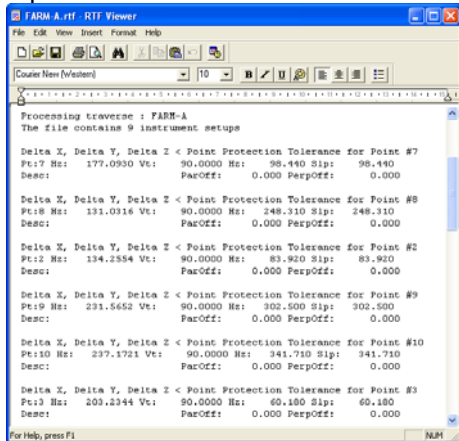 FARM-A.rtf - RTF Viewer
File Edit View Insert Format Help
Courier New (Western) 10 B I U
Processing traverse : FARM-A
The file contains 9 instrument setups
Delta X, Delta Y, Delta Z < Point Protection Tolerance for Point #7
Pt:7 Hz: 177.0930 Vt: 90.0000 Hz: 98.440 Slp: 98.440
Desc: ParOff: 0.000 PerpOff: 0.000
Delta X, Delta Y, Delta Z < Point Protection Tolerance for Point #8
Pt:8 Hz: 131.0316 Vt: 90.0000 Hz: 248.310 Slp: 248.310
Desc: ParOff: 0.000 PerpOff: 0.000
Delta X, Delta Y, Delta Z < Point Protection Tolerance for Point #2
Pt:2 Hz: 134.2554 Vt: 90.0000 Hz: 83.920 Slp: 83.920
Desc: ParOff: 0.000 PerpOff: 0.000
Delta X, Delta Y, Delta Z < Point Protection Tolerance for Point #9
Pt:9 Hz: 231.5652 Vt: 90.0000 Hz: 302.500 Slp: 302.500
Desc: ParOff: 0.000 PerpOff: 0.000
Delta X, Delta Y, Delta Z < Point Protection Tolerance for Point #10
Pt:10 Hz: 237.1721 Vt: 90.0000 Hz: 341.710 Slp: 341.710
Desc: ParOff: 0.000 PerpOff: 0.000
Delta X, Delta Y, Delta Z < Point Protection Tolerance for Point #3
Pt:3 Hz: 203.2344 Vt: 90.0000 Hz: 60.180 Slp: 60.180
Desc: ParOff: 0.000 PerpOff: 0.000
For Help, press F1 NUM